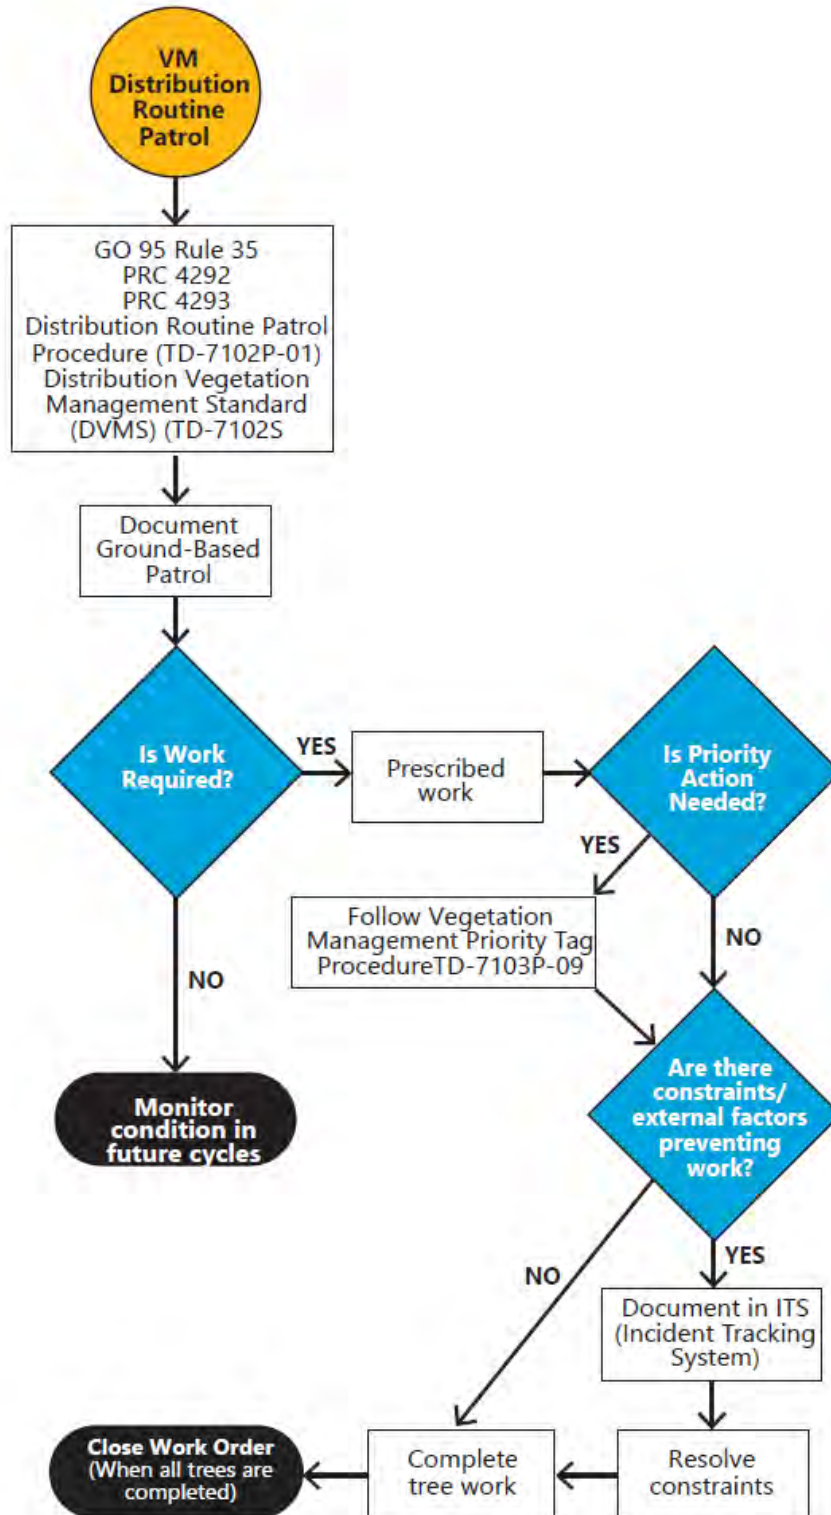 VM
Distribution
Routine
Patrol
GO 95 Rule 35
PRC 4292
PRC 4293
Distribution Routine Patrol
Procedure (TD-7102P-01)
Distribution Vegetation
Management Standard
(DVMS) (TD-7102S
Document
Ground-Based
Patrol
Is Work
Required?
YES
Prescribed
work
Is Priority
Action
Needed?
YES
Follow Vegetation
Management Priority Tag
ProcedureTD-7103P-09
NO
NO
Monitor
condition in
future cycles
Are there
constraints/
external factors
preventing
work?
YES
NO
Document in ITS
(Incident Tracking
System)
Resolve
constraints
Complete
tree work
Close Work Order
(When all trees are
completed)